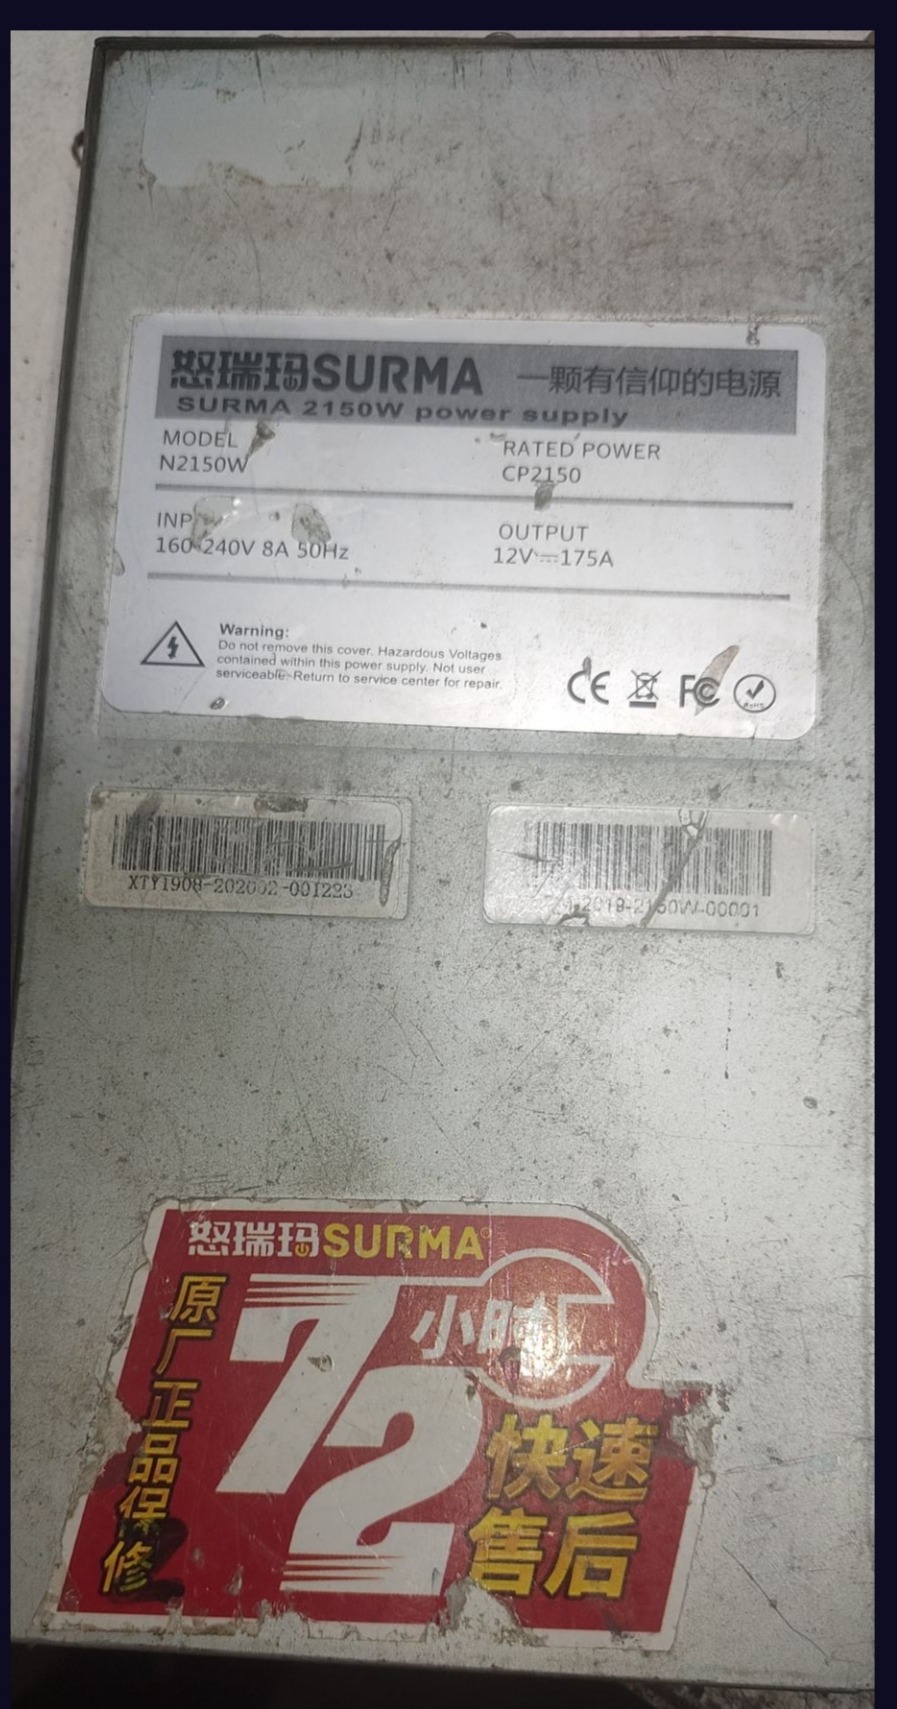 怒瑞玛SURMA 一颗有信仰的电源
SURMA 2150W power supply
MODEL
N2150W
RATED POWER
CP2150
INP
160-240V 8A 50Hz
OUTPUT
12V⎓175A
Warning:
Do not remove this cover. Hazardous Voltages
contained within this power supply. Not user
serviceable-Return to service center for repair.
CE FC RoHS
XTY1908-202002-001223
2019-2150W-00001
怒瑞玛SURMA
原厂正品保修
72小时
快速
售后